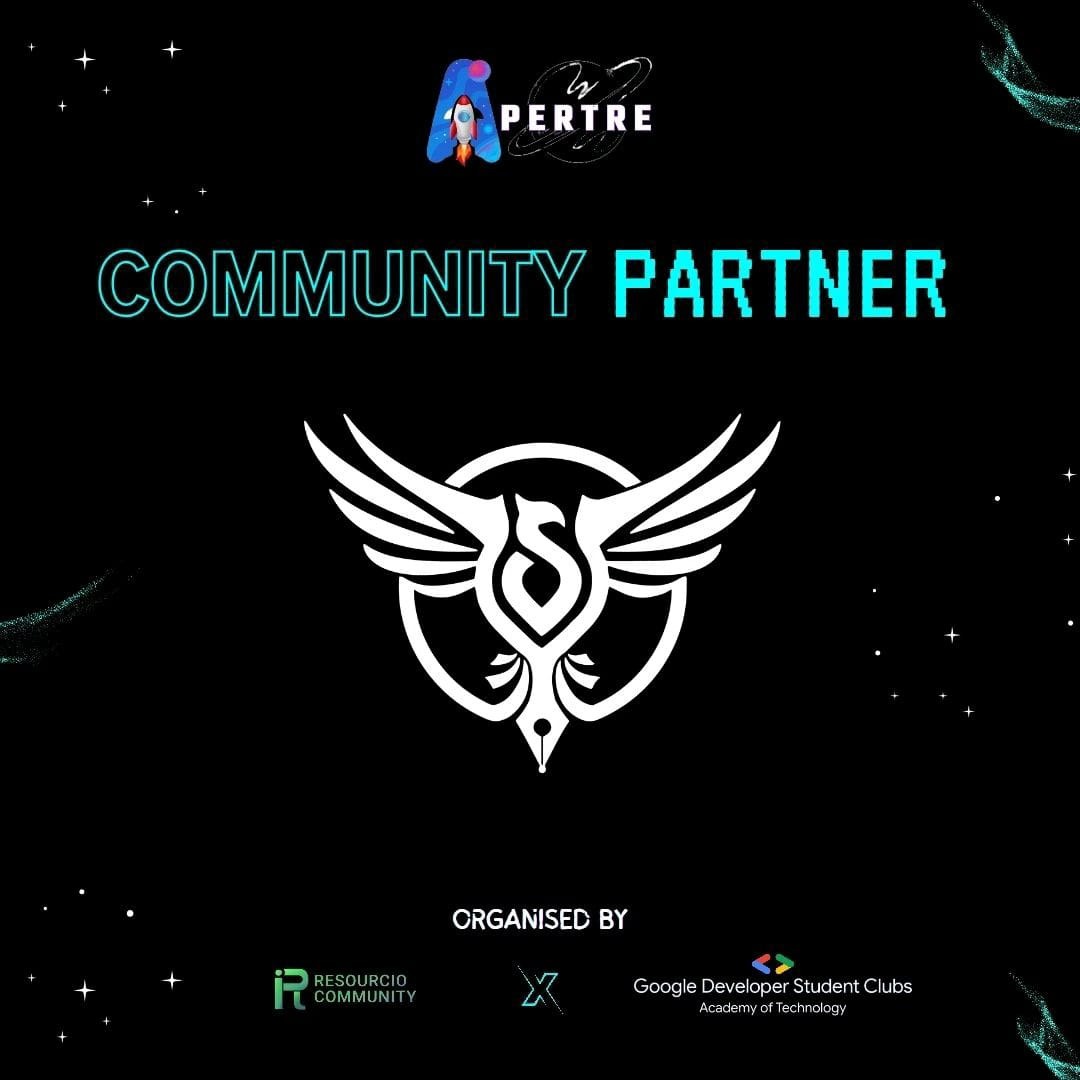 APERTRE
COMMUNITY PARTNER
ORGANISED BY
RESOURCIO
COMMUNITY
X
Google Developer Student Clubs
Academy of Technology